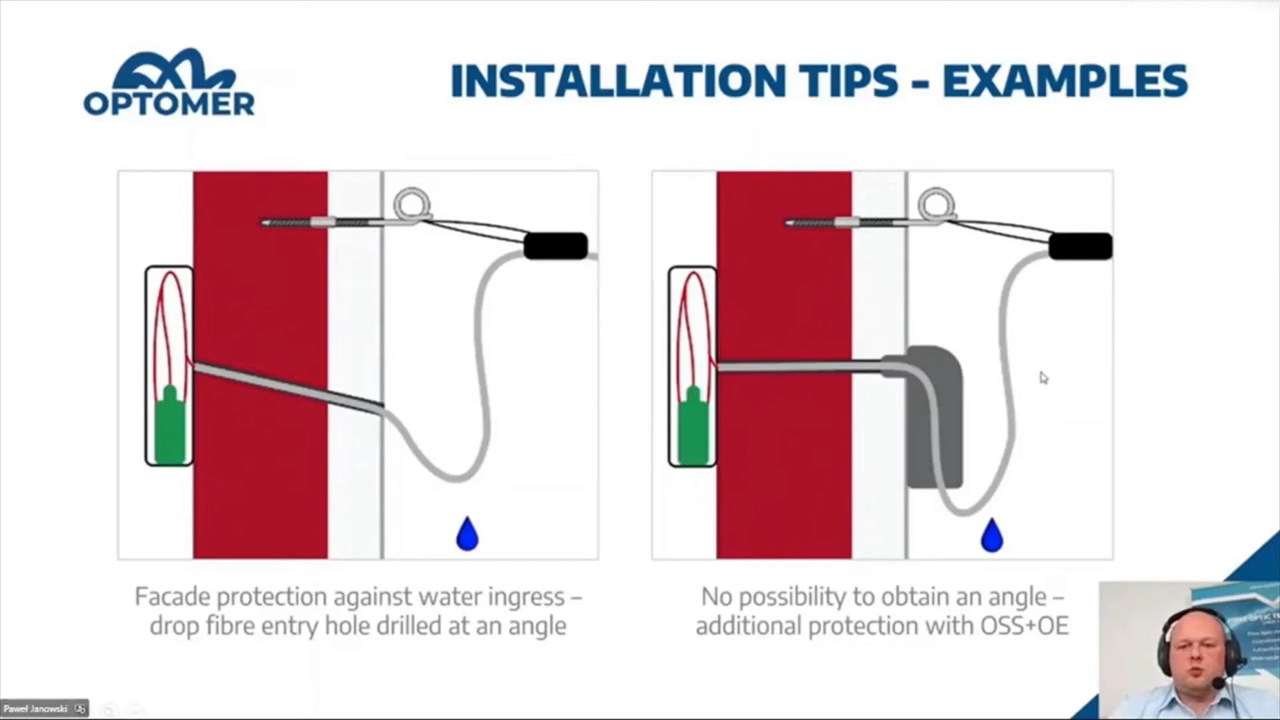 OPTOMER
INSTALLATION TIPS - EXAMPLES
Facade protection against water ingress –
drop fibre entry hole drilled at an angle
No possibility to obtain an angle –
additional protection with OSS+OE
Paweł Janowski